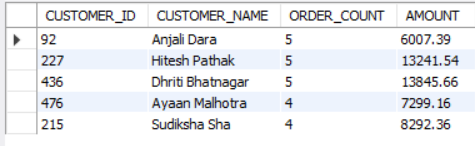 CUSTOMER_ID CUSTOMER_NAME ORDER_COUNT AMOUNT
92 Anjali Dara 5 6007.39
227 Hitesh Pathak 5 13241.54
436 Dhriti Bhatnagar 5 13845.66
476 Ayaan Malhotra 4 7299.16
215 Sudiksha Sha 4 8292.36